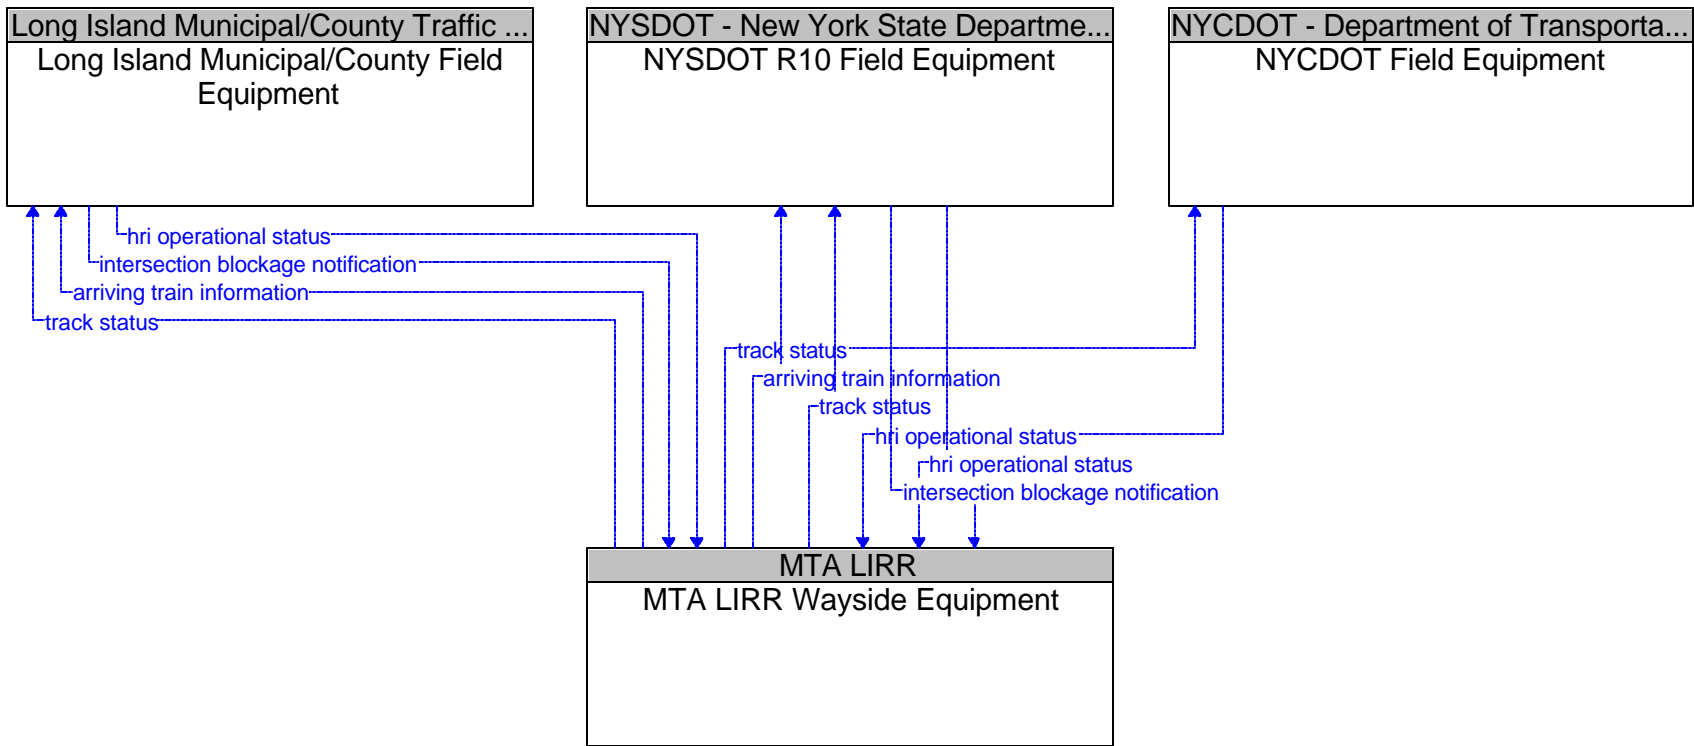 Long Island Municipal/County Traffic ...
Long Island Municipal/County Field
Equipment
NYSDOT - New York State Departme...
NYSDOT R10 Field Equipment
NYCDOT - Department of Transporta...
NYCDOT Field Equipment
hri operational status
intersection blockage notification
arriving train information
track status
track status
arriving train information
track status
hri operational status
hri operational status
intersection blockage notification
MTA LIRR
MTA LIRR Wayside Equipment